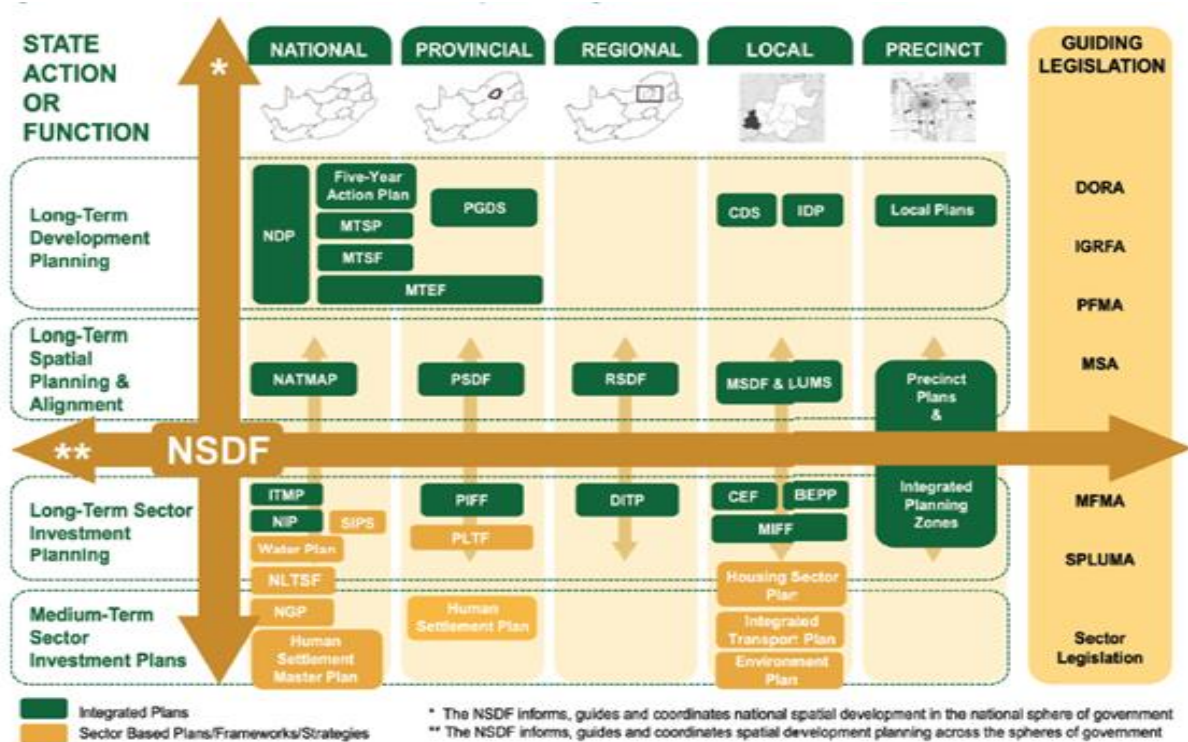 STATE
ACTION
OR
FUNCTION
*
NATIONAL
PROVINCIAL
REGIONAL
LOCAL
PRECINCT
GUIDING
LEGISLATION
Long-Term
Development
Planning
NDP
Five-Year
Action Plan
MTSP
MTSF
MTEF
PGDS
CDS
IDP
Local Plans
DORA
IGRFA
PFMA
MSA
Long-Term
Spatial
Planning &
Alignment
NATMAP
PSDF
RSDF
MSDF & LUMS
Precinct
Plans
&
Integrated
Planning
Zones
**
NSDF
Long-Term Sector
Investment
Planning
ITMP
NIP
SIPS
Water Plan
NLTSF
PIFF
PLTF
DITP
CEF
BEPP
MIFF
MFMA
SPLUMA
Medium-Term
Sector
Investment Plans
NGP
Human
Settlement
Master Plan
Human
Settlement Plan
Housing Sector
Plan
Integrated
Transport Plan
Environment
Plan
Sector
Legislation
Integrated Plans
Sector Based Plans/Frameworks/Strategies
* The NSDF informs, guides and coordinates national spatial development in the national sphere of government
** The NSDF informs, guides and coordinates spatial development planning across the spheres of government